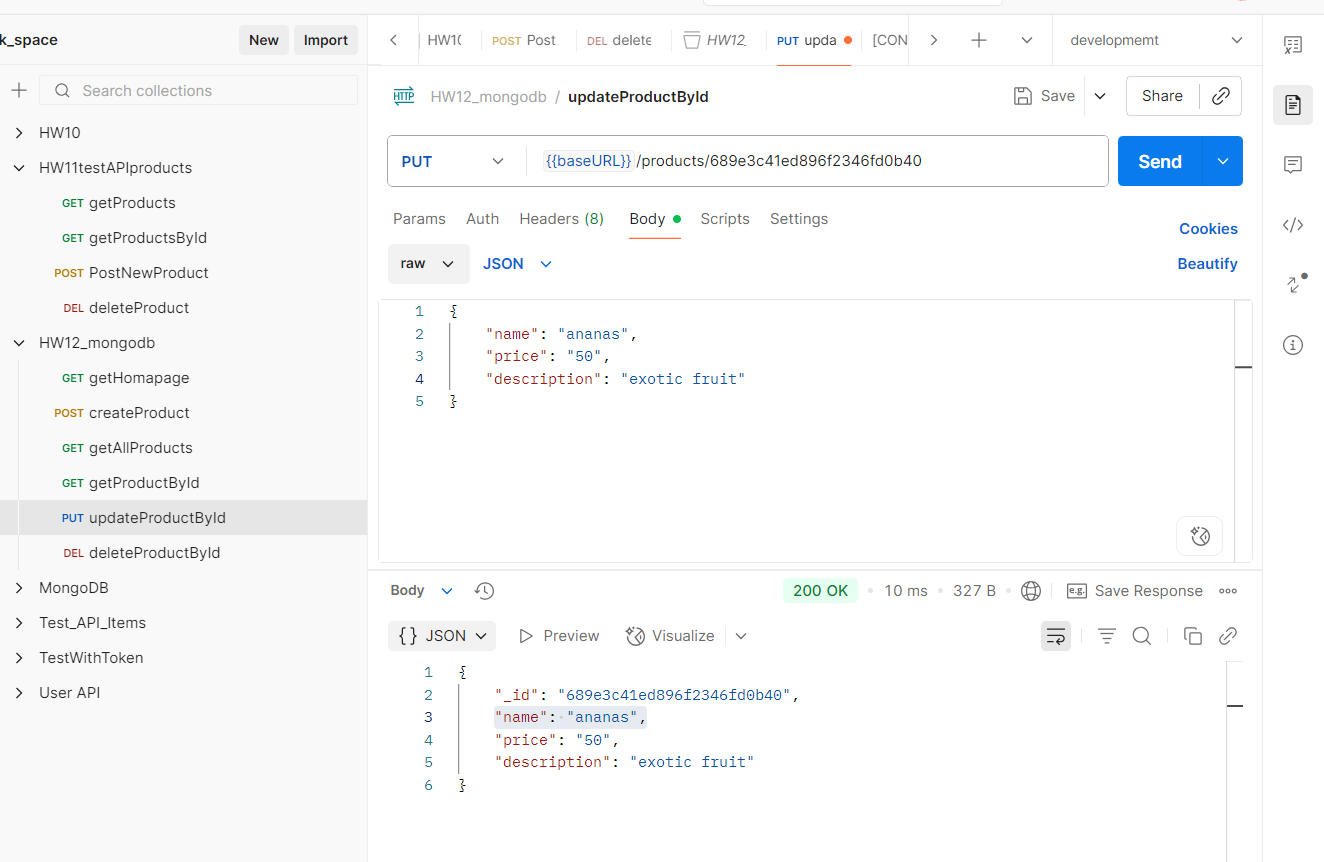 k_space New Import
HW10 POST Post DEL delete HW12_ PUT upda [CON developmemt
Search collections
HW10
HW11testAPIproducts
GET getProducts
GET getProductsById
POST PostNewProduct
DEL deleteProduct
HW12_mongodb
GET getHomapage
POST createProduct
GET getAllProducts
GET getProductById
PUT updateProductById
DEL deleteProductById
MongoDB
Test_API_Items
TestWithToken
User API
HTTP HW12_mongodb / updateProductById Save Share
PUT {{baseURL}}/products/689e3c41ed896f2346fd0b40 Send
Params Auth Headers (8) Body Scripts Settings Cookies
raw JSON Beautify
1 {
2 "name": "ananas",
3 "price": "50",
4 "description": "exotic fruit"
5 }
Body 200 OK • 10 ms • 327 B • e.g. Save Response
{} JSON Preview Visualize
1 {
2 "_id": "689e3c41ed896f2346fd0b40",
3 "name": "ananas",
4 "price": "50",
5 "description": "exotic fruit"
6 }